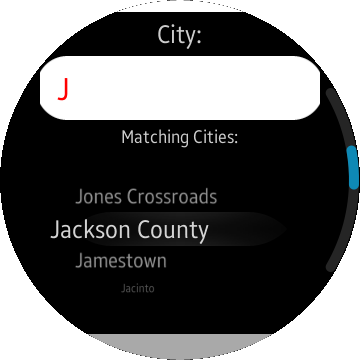 City:
J
Matching Cities:
Jones Crossroads
Jackson County
Jamestown
Jacinto